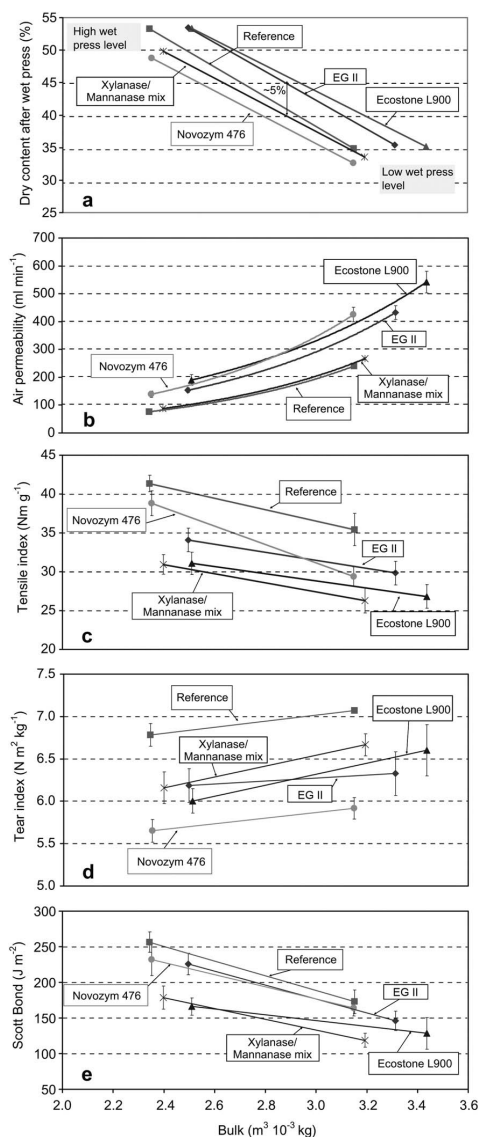 Dry content after wet press (%)
55
50
45
40
35
30
25
High wet
press level
Reference
Xylanase/
Mannanase mix
~5%
EG II
Ecostone L900
Novozym 476
Low wet press
level
a
Air permeability (ml min⁻¹)
700
600
500
400
300
200
100
0
Ecostone L900
EG II
Novozym 476
Xylanase/
Mannanase mix
Reference
b
Tensile index (Nm g⁻¹)
45
40
35
30
25
20
Reference
Novozym 476
EG II
Xylanase/
Mannanase mix
Ecostone L900
c
Tear index (N m² kg⁻¹)
7.5
7.0
6.5
6.0
5.5
5.0
Reference
Ecostone L900
Xylanase/
Mannanase mix
EG II
Novozym 476
d
Scott Bond (J m⁻²)
300
250
200
150
100
50
Reference
Novozym 476
EG II
Xylanase/
Mannanase mix
Ecostone L900
e
2.0 2.2 2.4 2.6 2.8 3.0 3.2 3.4 3.6
Bulk (m³ 10⁻³ kg)